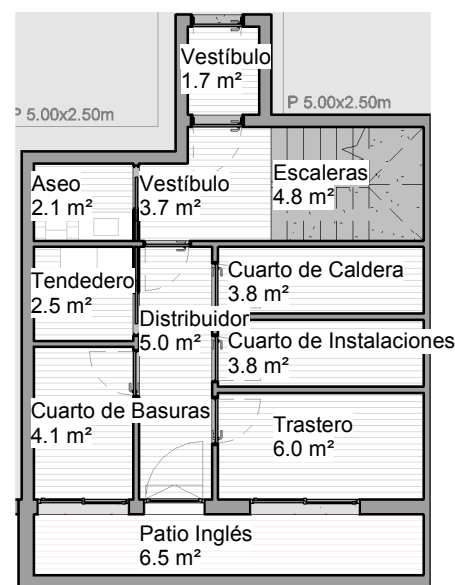 Vestíbulo
1.7 m²
P 5.00x2.50m
P 5.00x2.50m
Aseo
2.1 m²
Vestíbulo
3.7 m²
Escaleras
4.8 m²
Tendedero
2.5 m²
Distribuidor
5.0 m²
Cuarto de Caldera
3.8 m²
Cuarto de Instalaciones
3.8 m²
Cuarto de Basuras
4.1 m²
Trastero
6.0 m²
Patio Inglés
6.5 m²